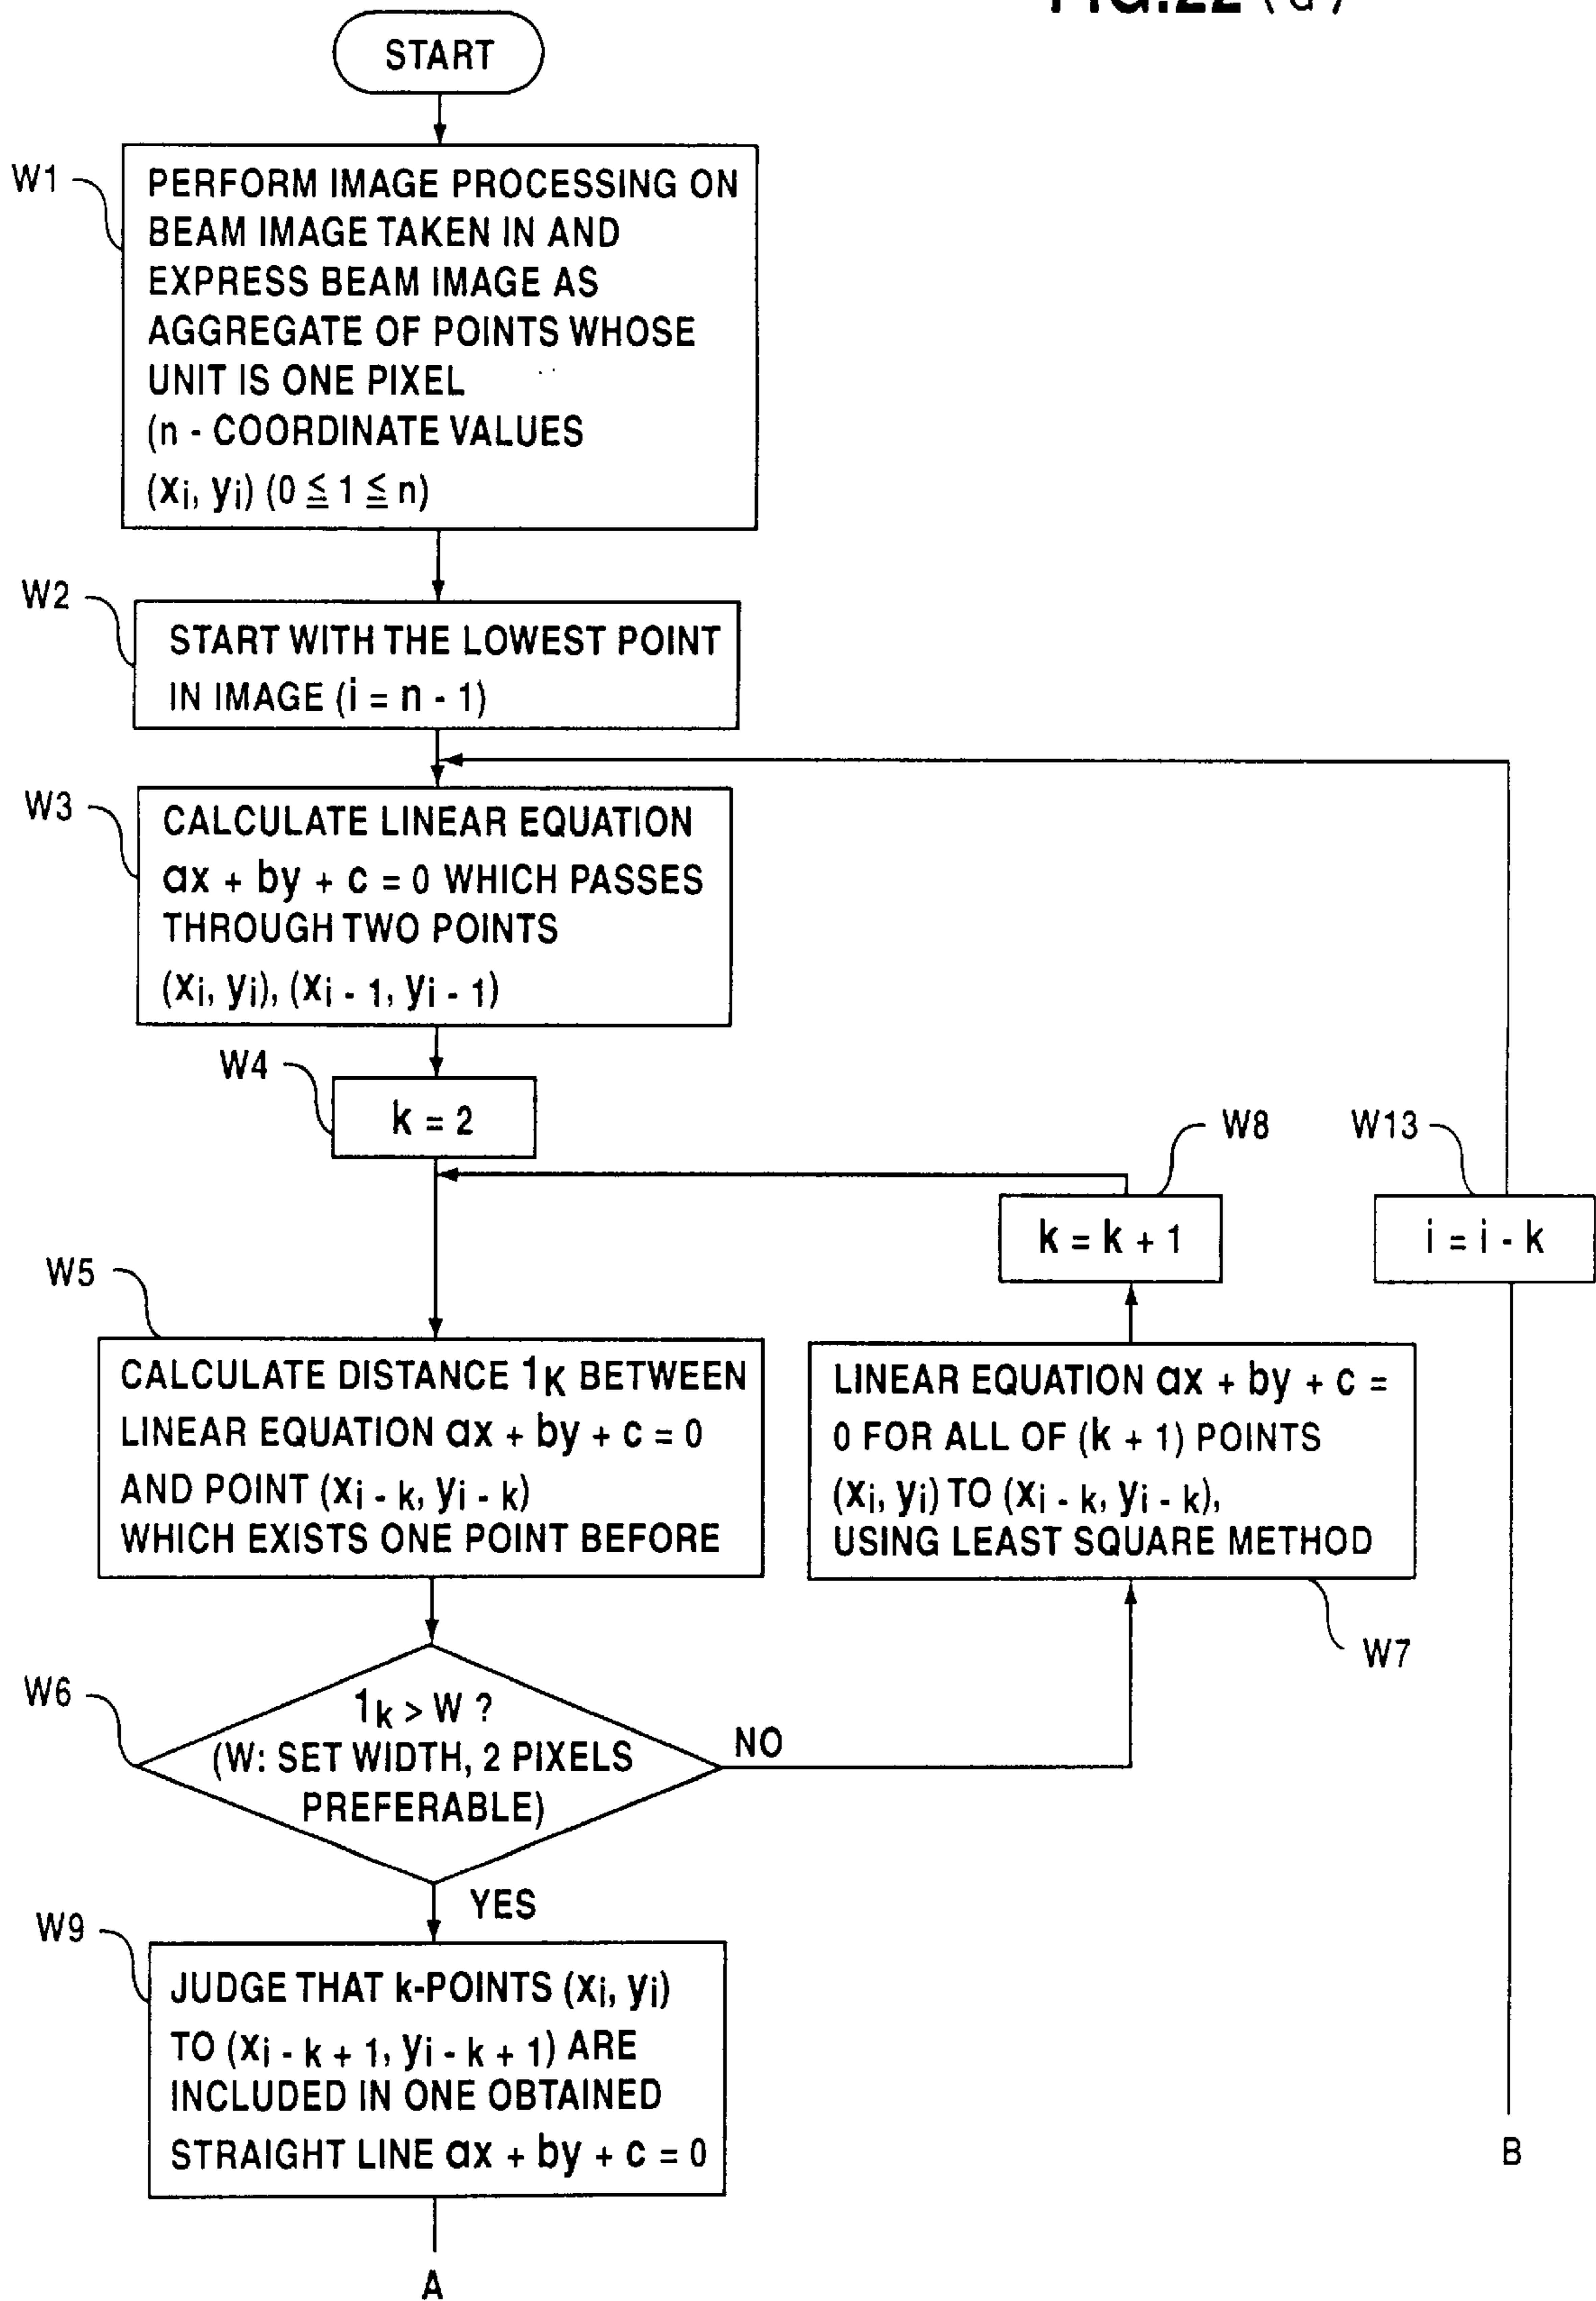 FIG.22 (a)
START
W1
PERFORM IMAGE PROCESSING ON
BEAM IMAGE TAKEN IN AND
EXPRESS BEAM IMAGE AS
AGGREGATE OF POINTS WHOSE
UNIT IS ONE PIXEL
(n - COORDINATE VALUES
(xi, yi) (0 ≦ 1 ≦ n)
W2
START WITH THE LOWEST POINT
IN IMAGE (i = n - 1)
W3
CALCULATE LINEAR EQUATION
ax + by + c = 0 WHICH PASSES
THROUGH TWO POINTS
(xi, yi), (xi - 1, yi - 1)
W4
k = 2
W8
k = k + 1
W13
i = i - k
W5
CALCULATE DISTANCE 1K BETWEEN
LINEAR EQUATION ax + by + c = 0
AND POINT (xi - k, yi - k)
WHICH EXISTS ONE POINT BEFORE
LINEAR EQUATION ax + by + c =
0 FOR ALL OF (k + 1) POINTS
(xi, yi) TO (xi - k, yi - k),
USING LEAST SQUARE METHOD
W7
W6
1k > W ?
(W: SET WIDTH, 2 PIXELS
PREFERABLE)
NO
YES
W9
JUDGE THAT k-POINTS (xi, yi)
TO (xi - k + 1, yi - k + 1) ARE
INCLUDED IN ONE OBTAINED
STRAIGHT LINE ax + by + c = 0
A
B